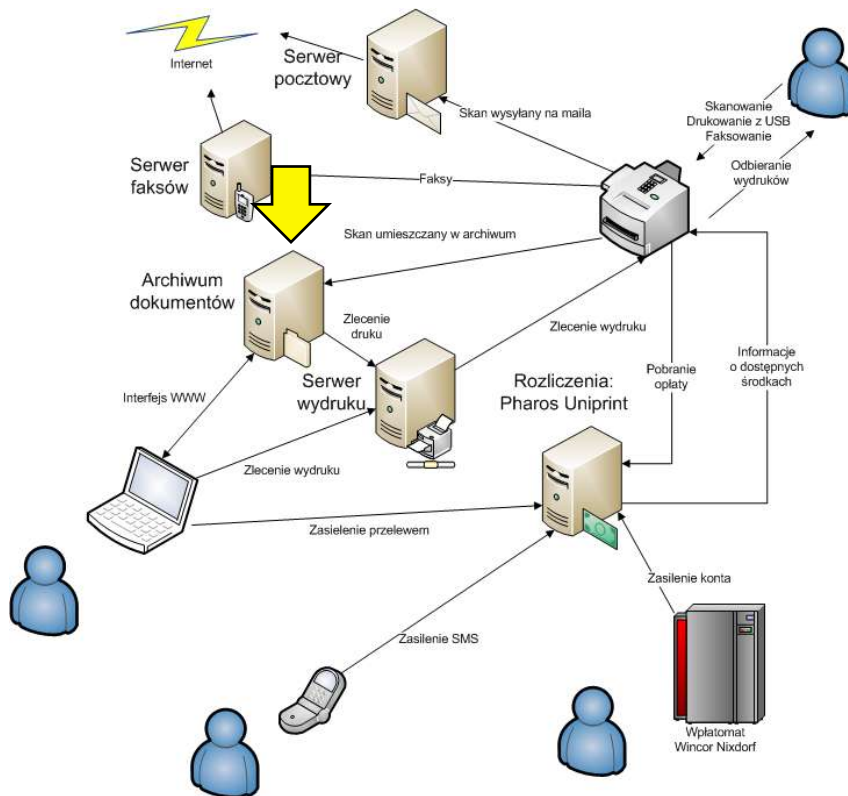 Internet
Serwer
pocztowy
Skan wysyłany na maila
Skanowanie
Drukowanie z USB
Faksowanie
Serwer
faksów
Faksy
Odbieranie
wydruków
Skan umieszczany w archiwum
Archiwum
dokumentów
Zlecenie
druku
Zlecenie wydruku
Serwer
wydruku
Rozliczenia:
Pharos Uniprint
Pobranie
opłaty
Informacje
o dostępnych
środkach
Interfejs WWW
Zlecenie wydruku
Zasielenie przelewem
Zasilenie konta
Zasilenie SMS
Wpłatomat
Wincor Nixdorf